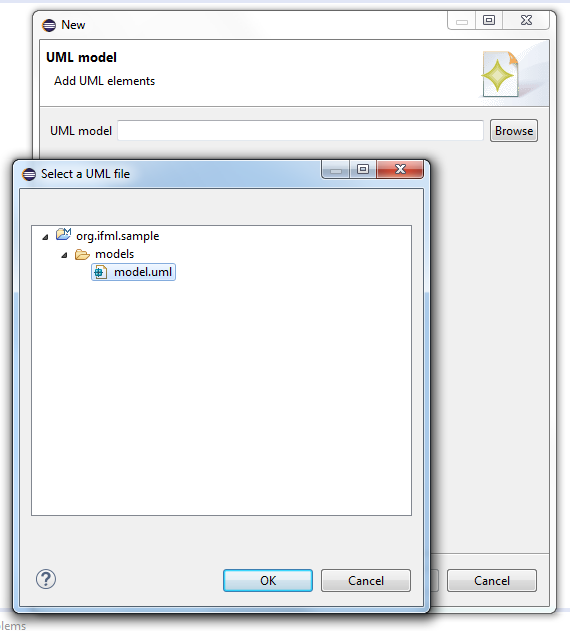 New
UML model
Add UML elements
UML model
Browse
Select a UML file
org.ifml.sample
models
model.uml
?
OK
Cancel
Cancel
lems